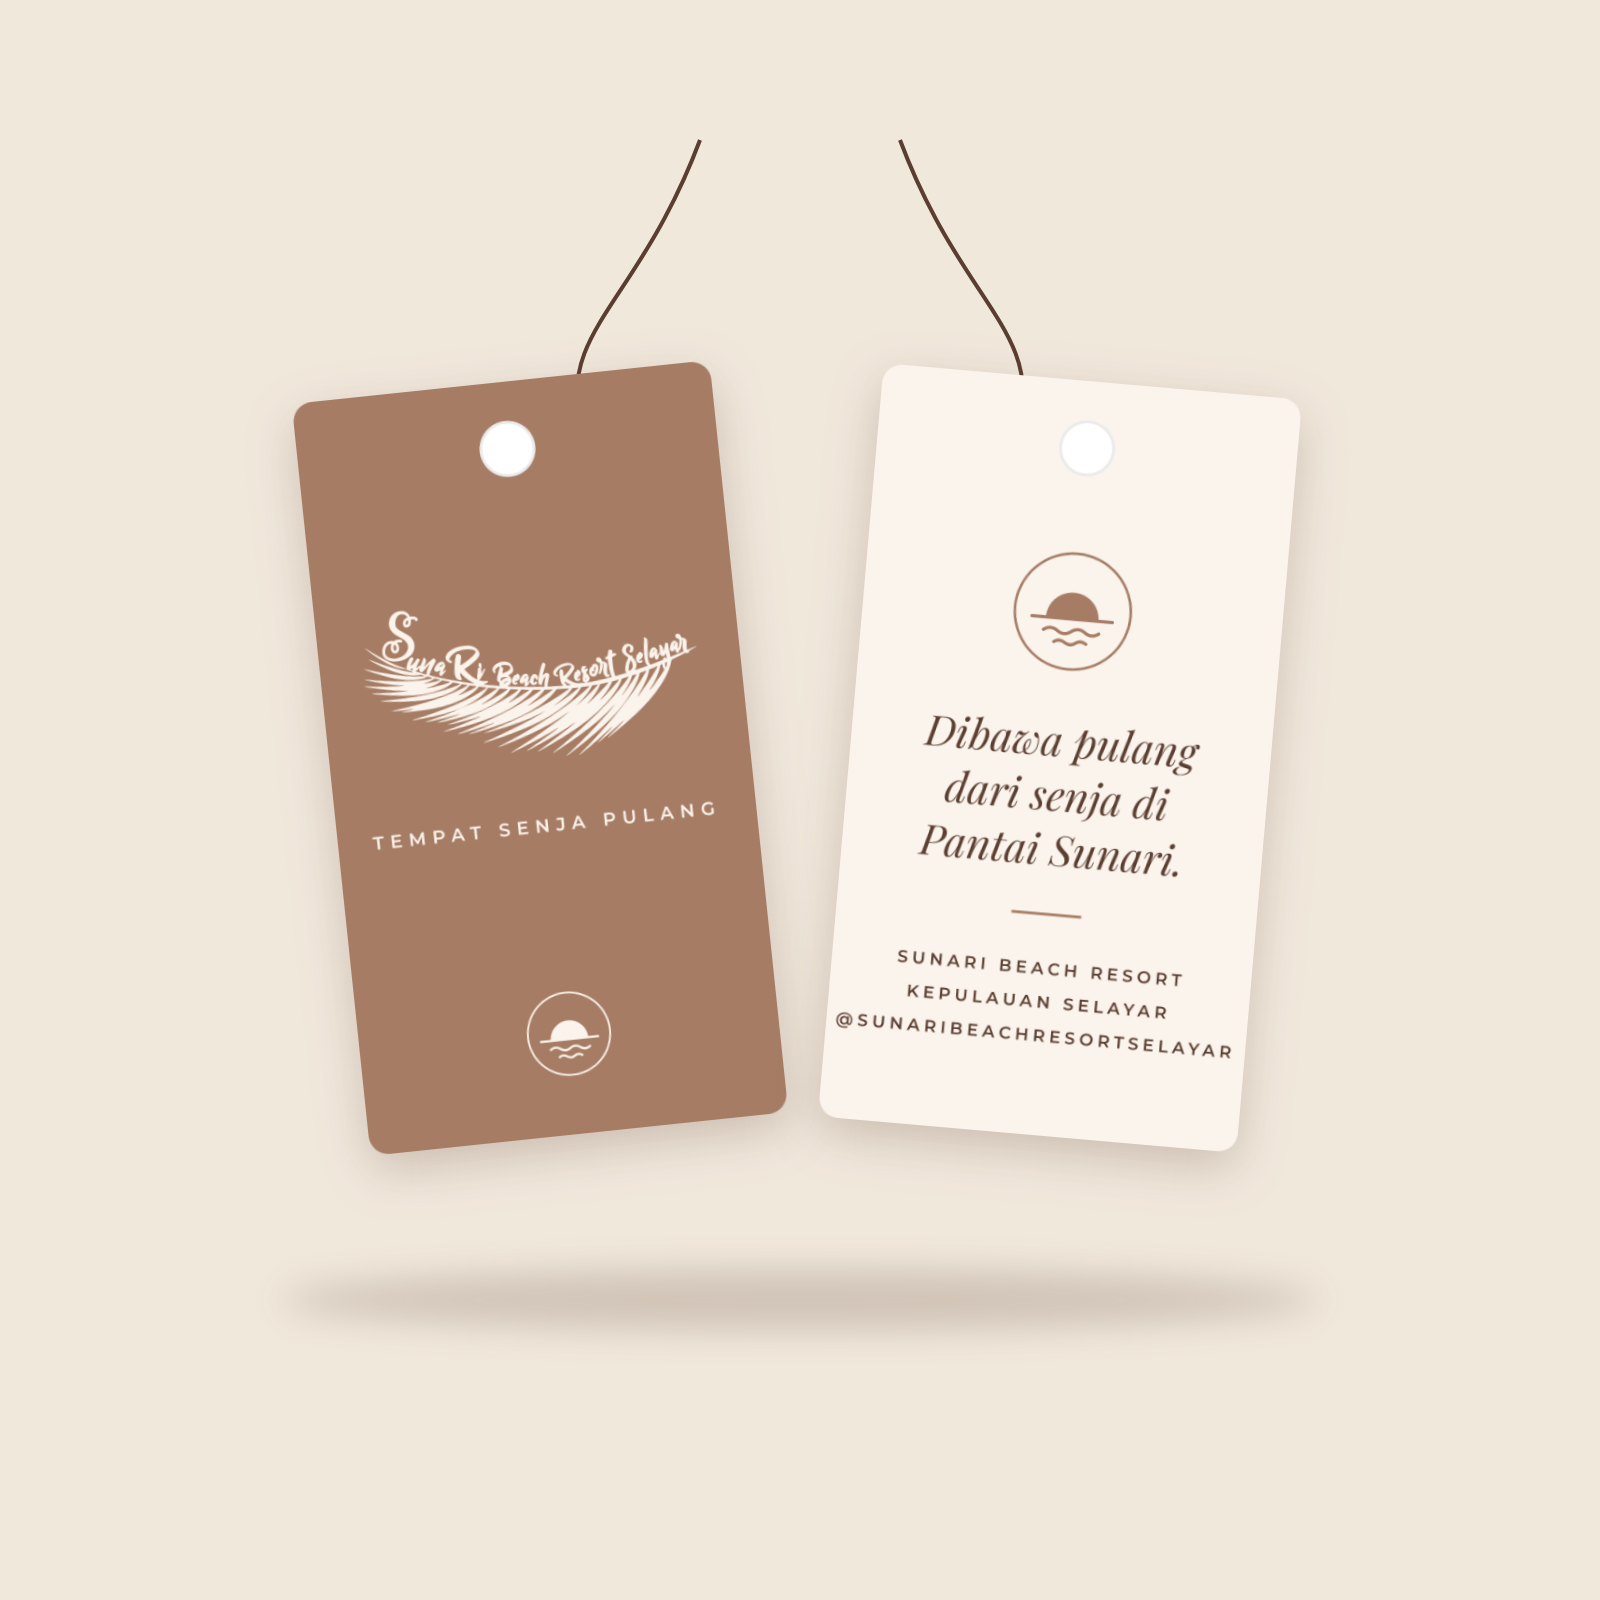 SunaRi Beach Resort Selayar
TEMPAT SENJA PULANG
Dibawa pulang
dari senja di
Pantai Sunari.
SUNARI BEACH RESORT
KEPULAUAN SELAYAR
@SUNARIBEACHRESORTSELAYAR